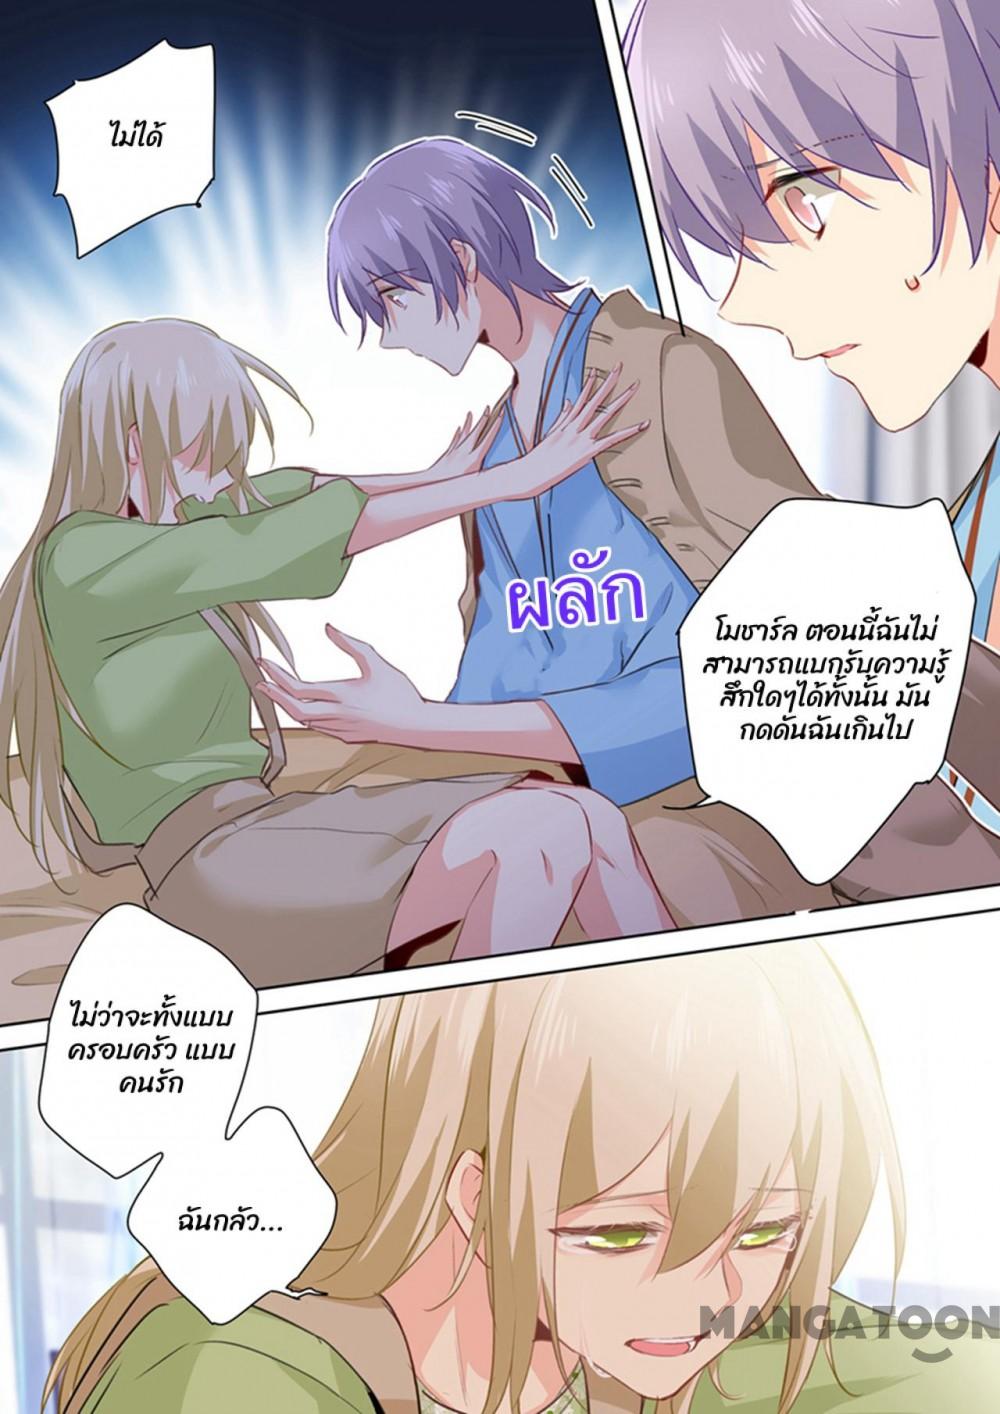 ไม่ได้
ผลัก
โมชาร์ล ตอนนี้ฉันไม่
สามารถแบกรับความรู้
สึกใดๆได้ทั้งนั้น มัน
กดดันฉันเกินไป
ไม่ว่าจะทั้งแบบ
ครอบครัว แบบ
คนรัก
ฉันกลัว...
MANGATOON